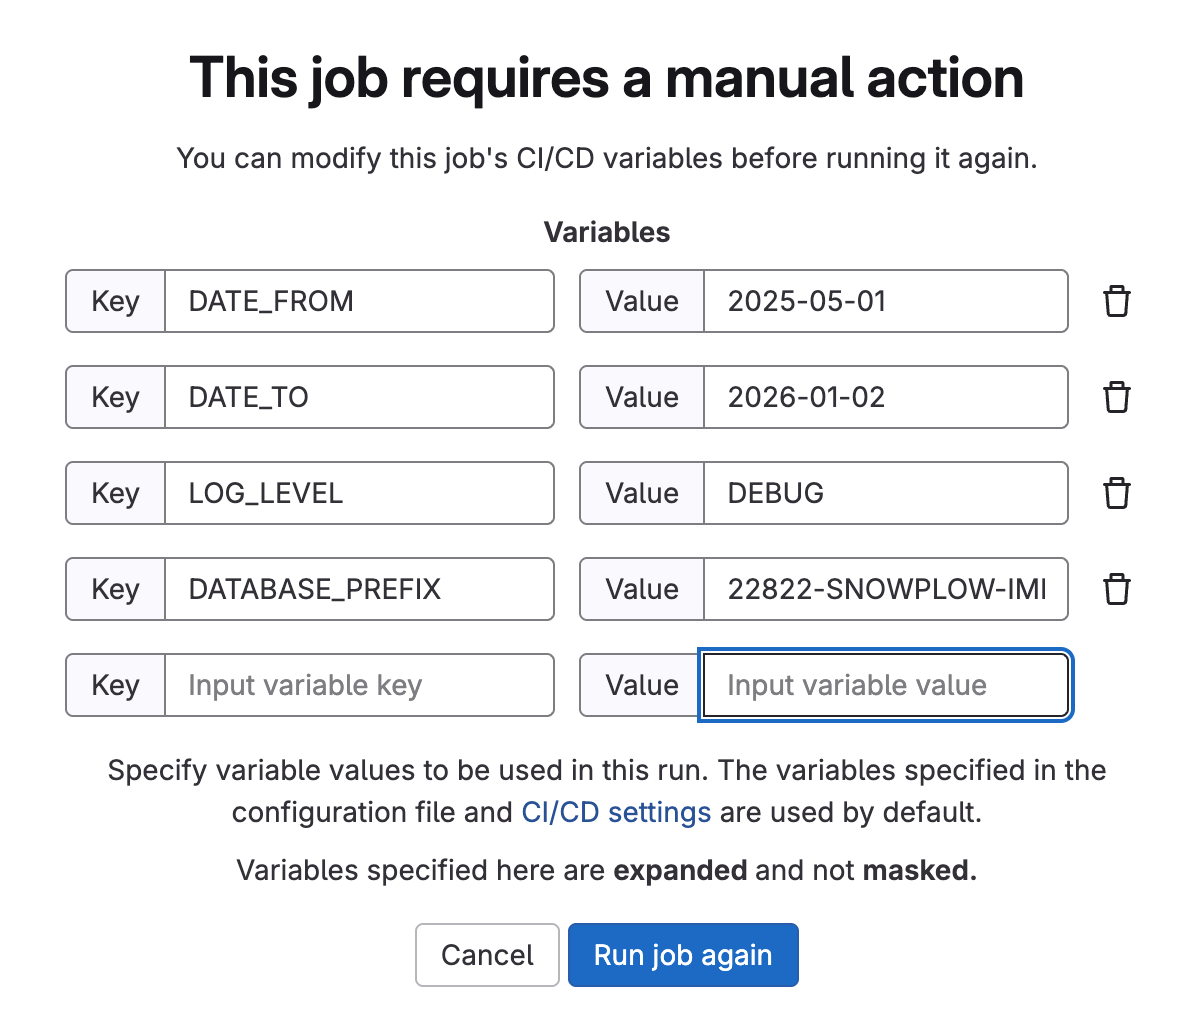 This job requires a manual action
You can modify this job's CI/CD variables before running it again.
Variables
Key DATE_FROM Value 2025-05-01
Key DATE_TO Value 2026-01-02
Key LOG_LEVEL Value DEBUG
Key DATABASE_PREFIX Value 22822-SNOWPLOW-IMI
Key Input variable key Value Input variable value
Specify variable values to be used in this run. The variables specified in the
configuration file and CI/CD settings are used by default.
Variables specified here are expanded and not masked.
Cancel Run job again